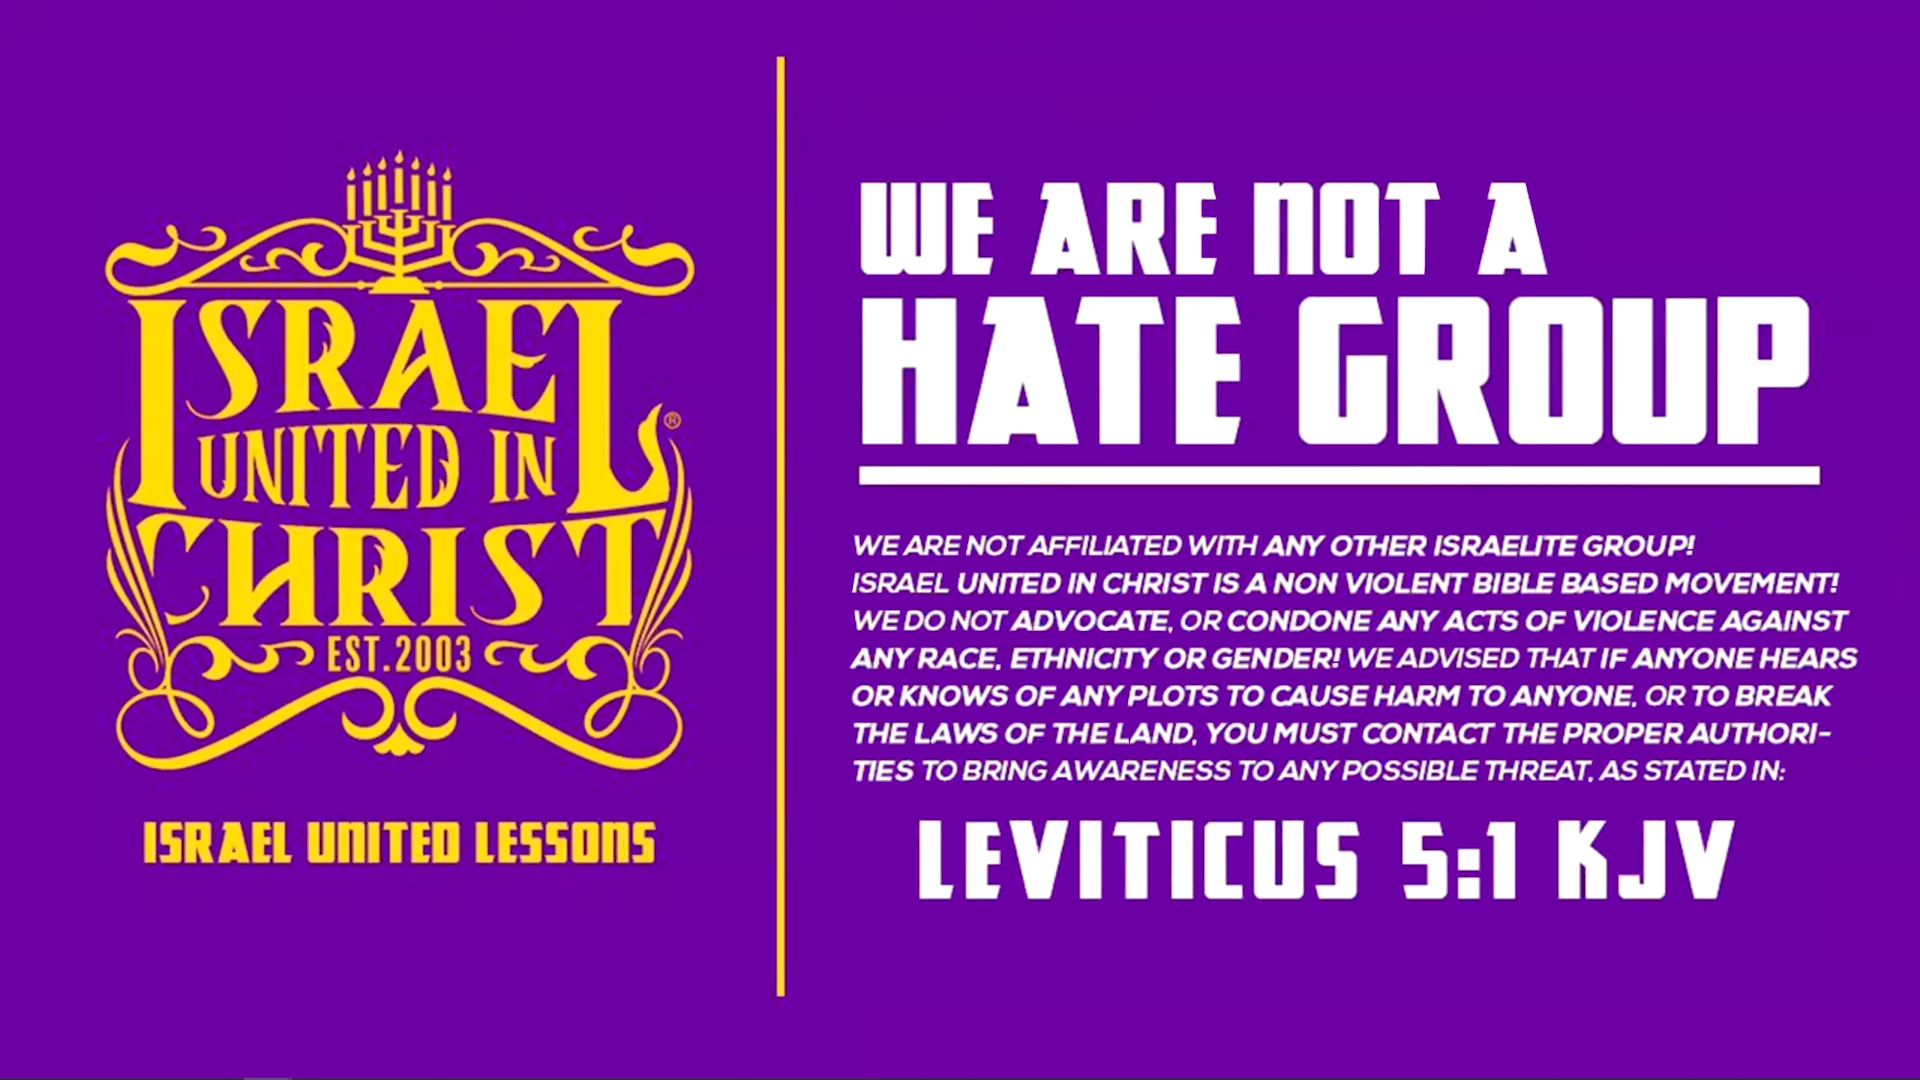 ISRAEL
UNITED IN
CHRIST
®
EST.2003
ISRAEL UNITED LESSONS
WE ARE NOT A
HATE GROUP
WE ARE NOT AFFILIATED WITH ANY OTHER ISRAELITE GROUP!
ISRAEL UNITED IN CHRIST IS A NON VIOLENT BIBLE BASED MOVEMENT!
WE DO NOT ADVOCATE, OR CONDONE ANY ACTS OF VIOLENCE AGAINST
ANY RACE, ETHNICITY OR GENDER! WE ADVISED THAT IF ANYONE HEARS
OR KNOWS OF ANY PLOTS TO CAUSE HARM TO ANYONE, OR TO BREAK
THE LAWS OF THE LAND, YOU MUST CONTACT THE PROPER AUTHORI-
TIES TO BRING AWARENESS TO ANY POSSIBLE THREAT, AS STATED IN:
LEVITICUS 5:1 KJV